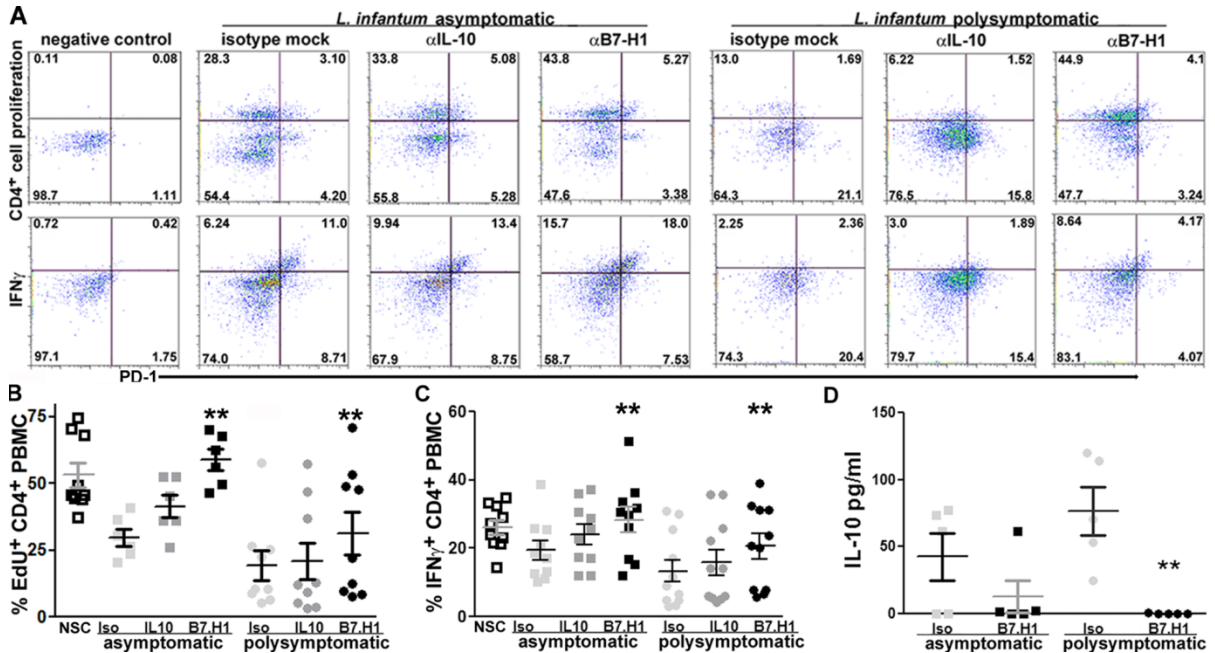 A
L. infantum asymptomatic
L. infantum polysymptomatic
negative control isotype mock αIL-10 αB7-H1 isotype mock αIL-10 αB7-H1
CD4+ cell proliferation
0.11 0.08 28.3 3.10 33.8 5.08 43.8 5.27 13.0 1.69 6.22 1.52 44.9 4.1
98.7 1.11 54.4 4.20 55.8 5.28 47.6 3.38 64.3 21.1 76.5 15.8 47.7 3.24
IFNγ
0.72 0.42 6.24 11.0 9.94 13.4 15.7 18.0 2.25 2.36 3.0 1.89 8.64 4.17
97.1 1.75 74.0 8.71 67.9 8.75 58.7 7.53 74.3 20.4 79.7 15.4 83.1 4.07
PD-1
B
% EdU+ CD4+ PBMC
75
50
25
0
** **
NSC Iso IL10 B7.H1 Iso IL10 B7.H1
asymptomatic polysymptomatic
C
% IFNγ+ CD4+ PBMC
60
40
20
0
** **
NSC Iso IL10 B7.H1 Iso IL10 B7.H1
asymptomatic polysymptomatic
D
IL-10 pg/ml
150
100
50
0
**
Iso B7.H1 Iso B7.H1
asymptomatic polysymptomatic